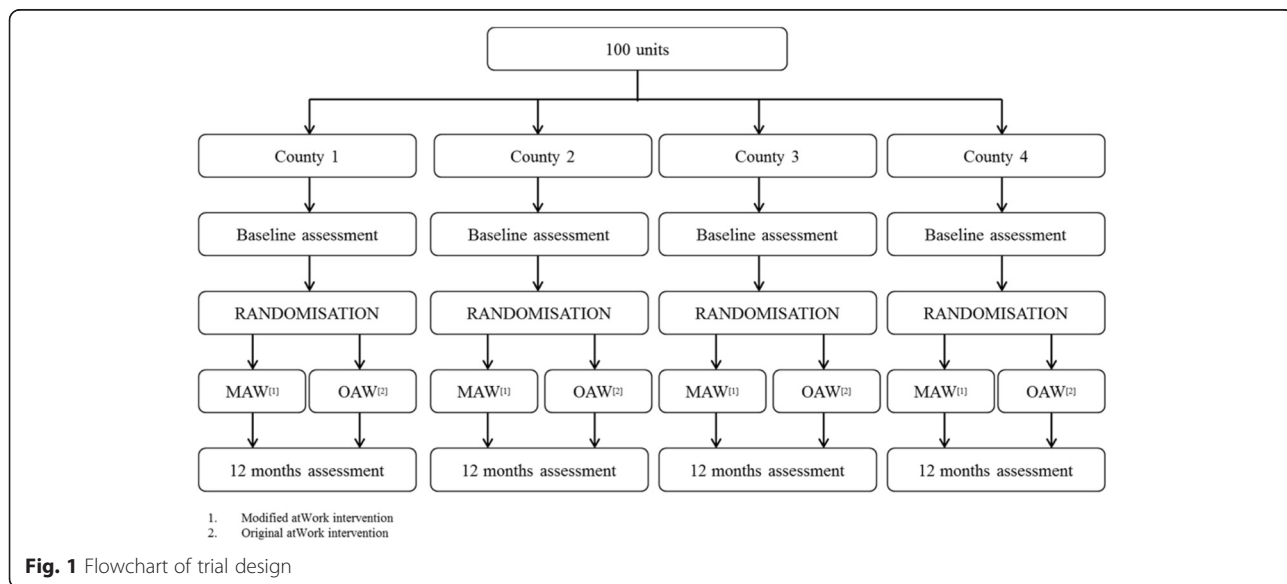 100 units
County 1 County 2 County 3 County 4
Baseline assessment Baseline assessment Baseline assessment Baseline assessment
RANDOMISATION RANDOMISATION RANDOMISATION RANDOMISATION
MAW[1] OAW[2] MAW[1] OAW[2] MAW[1] OAW[2] MAW[1] OAW[2]
12 months assessment 12 months assessment 12 months assessment 12 months assessment
1. Modified atWork intervention
2. Original atWork intervention
Fig. 1 Flowchart of trial design